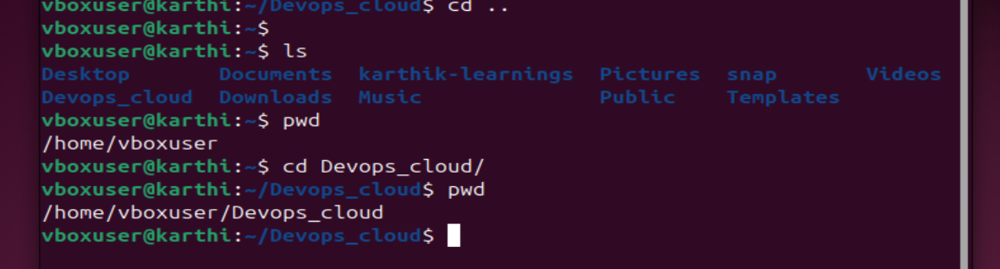 vboxuser@karthi:~/Devops_cloud$ cd ..
vboxuser@karthi:~$
vboxuser@karthi:~$ ls
Desktop       Documents  karthik-learnings  Pictures  snap       Videos
Devops_cloud  Downloads  Music              Public    Templates
vboxuser@karthi:~$ pwd
/home/vboxuser
vboxuser@karthi:~$ cd Devops_cloud/
vboxuser@karthi:~/Devops_cloud$ pwd
/home/vboxuser/Devops_cloud
vboxuser@karthi:~/Devops_cloud$